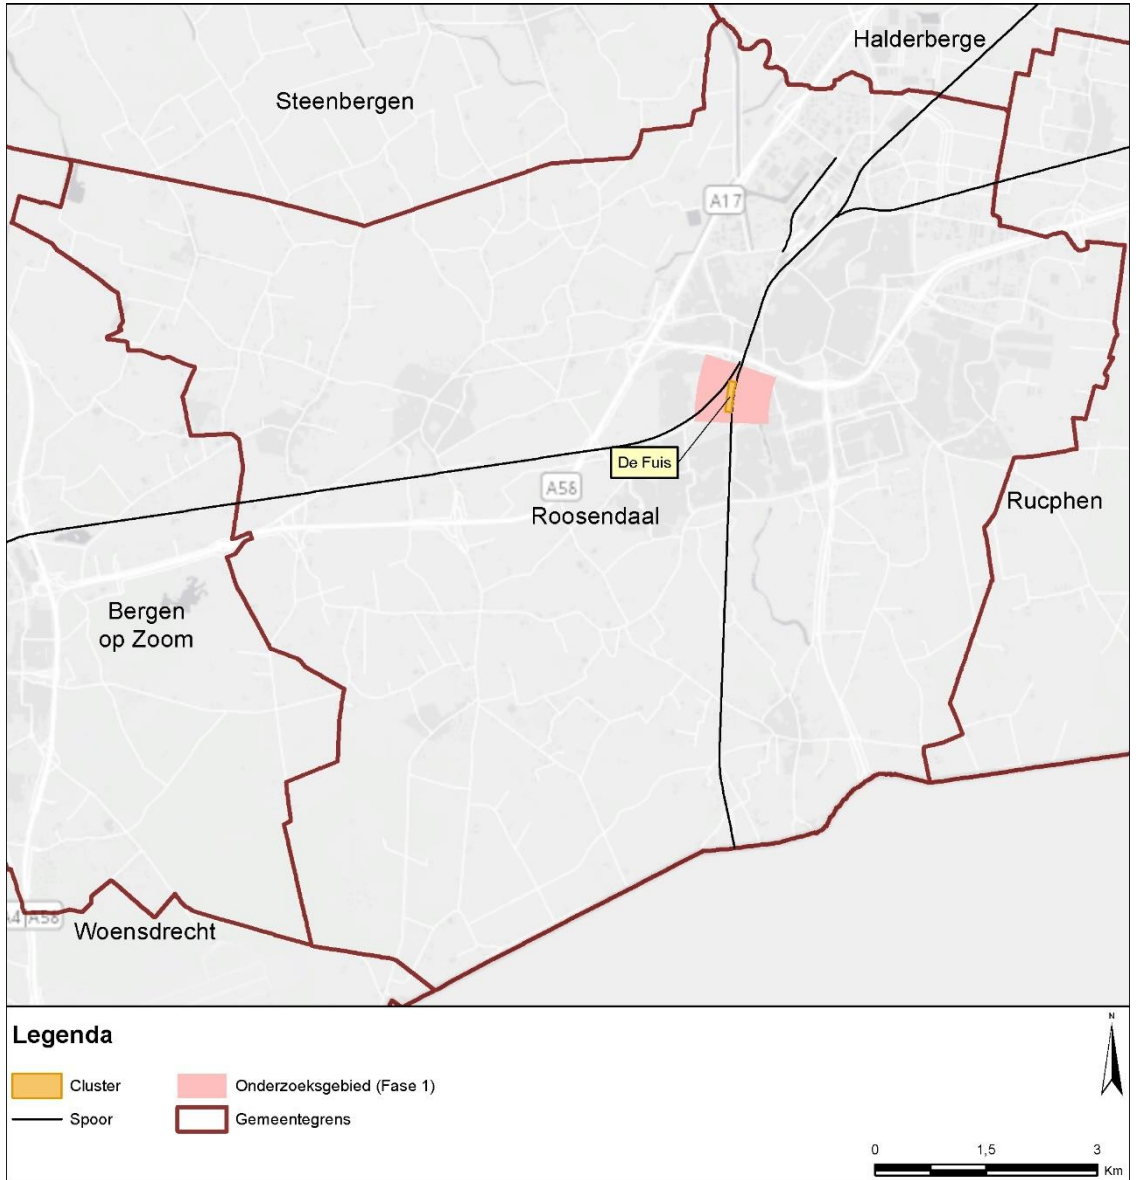 Halderberge
Steenbergen
A17
De Fuis
A58
Roosendaal
Rucphen
Bergen
op Zoom
A4 A58
Woensdrecht
Legenda
N
Cluster
Onderzoeksgebied (Fase 1)
Spoor
Gemeentegrens
0 1,5 3
Km